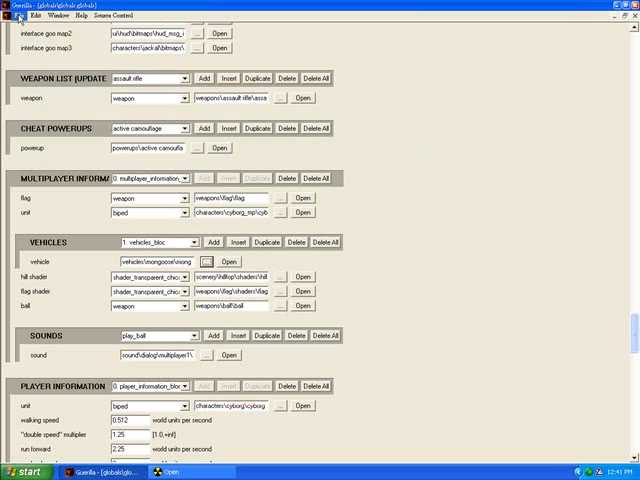 Guerilla - [globals\globals.globals]
Edit Window Help Source Control
interface goo map2 ui\hud\bitmaps\hud_msg_i ... Open
interface goo map3 characters\jackal\bitmaps\ ... Open
WEAPON LIST (UPDATE assault rifle Add Insert Duplicate Delete Delete All
weapon weapon weapons\assault rifle\assa ... Open
CHEAT POWERUPS active camouflage Add Insert Duplicate Delete Delete All
powerup powerups\active camoufla ... Open
MULTIPLAYER INFORMA 0. multiplayer_information_ Add Insert Duplicate Delete Delete All
flag weapon weapons\flag\flag ... Open
unit biped characters\cyborg_mp\cyb ... Open
VEHICLES 1. vehicles_bloc Add Insert Duplicate Delete Delete All
vehicle vehicles\mongoose\mong ... Open
hill shader shader_transparent_chica scenery\hilltop\shaders\hill ... Open
flag shader shader_transparent_chica weapons\flag\shaders\flag ... Open
ball weapon weapons\ball\ball ... Open
SOUNDS play_ball Add Insert Duplicate Delete Delete All
sound sound\dialog\multiplayer1\ ... Open
PLAYER INFORMATION 0. player_information_bloc Add Insert Duplicate Delete Delete All
unit biped characters\cyborg\cyborg ... Open
walking speed 0.512 world units per second
"double speed" multiplier 1.25 [1.0,+inf]
run forward 2.25 world units per second
start Guerilla - [globals\glo... Open 12:41 PM